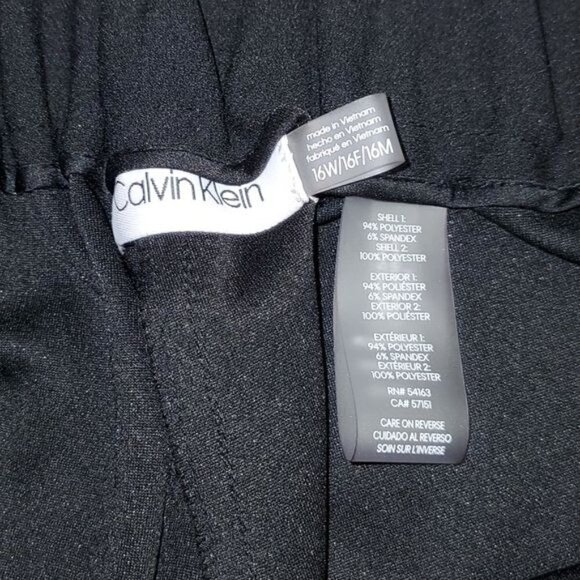 Calvin Klein
made in Vietnam
hecho en Vietnam
fabriqué en Vietnam
16W/16F/16M
SHELL 1:
94% POLYESTER
6% SPANDEX
SHELL 2:
100% POLYESTER
EXTERIOR 1:
94% POLIÉSTER
6% SPANDEX
EXTERIOR 2:
100% POLIÉSTER
EXTÉRIEUR 1:
94% POLYESTER
6% SPANDEX
EXTÉRIEUR 2:
100% POLYESTER
RN# 54163
CA# 57151
CARE ON REVERSE
CUIDADO AL REVERSO
SOIN SUR L'INVERSE